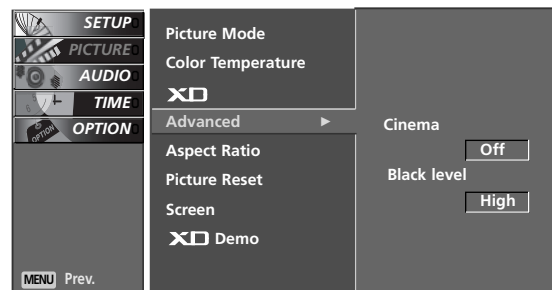 SETUP
PICTURE
AUDIO
TIME
OPTION
MENU Prev.
Picture Mode
Color Temperature
XD
Advanced ►
Aspect Ratio
Picture Reset
Screen
XD Demo
Cinema
Off
Black level
High
OPTION